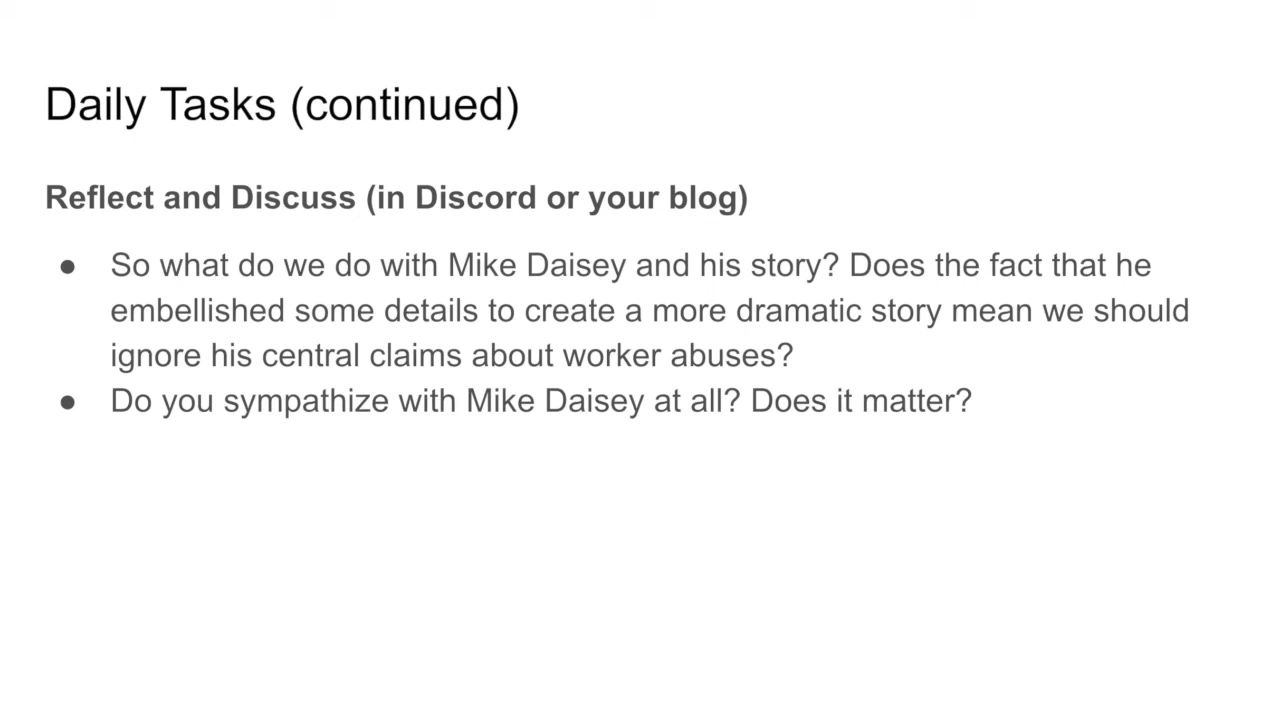 Daily Tasks (continued)
Reflect and Discuss (in Discord or your blog)
● So what do we do with Mike Daisey and his story? Does the fact that he
embellished some details to create a more dramatic story mean we should
ignore his central claims about worker abuses?
● Do you sympathize with Mike Daisey at all? Does it matter?